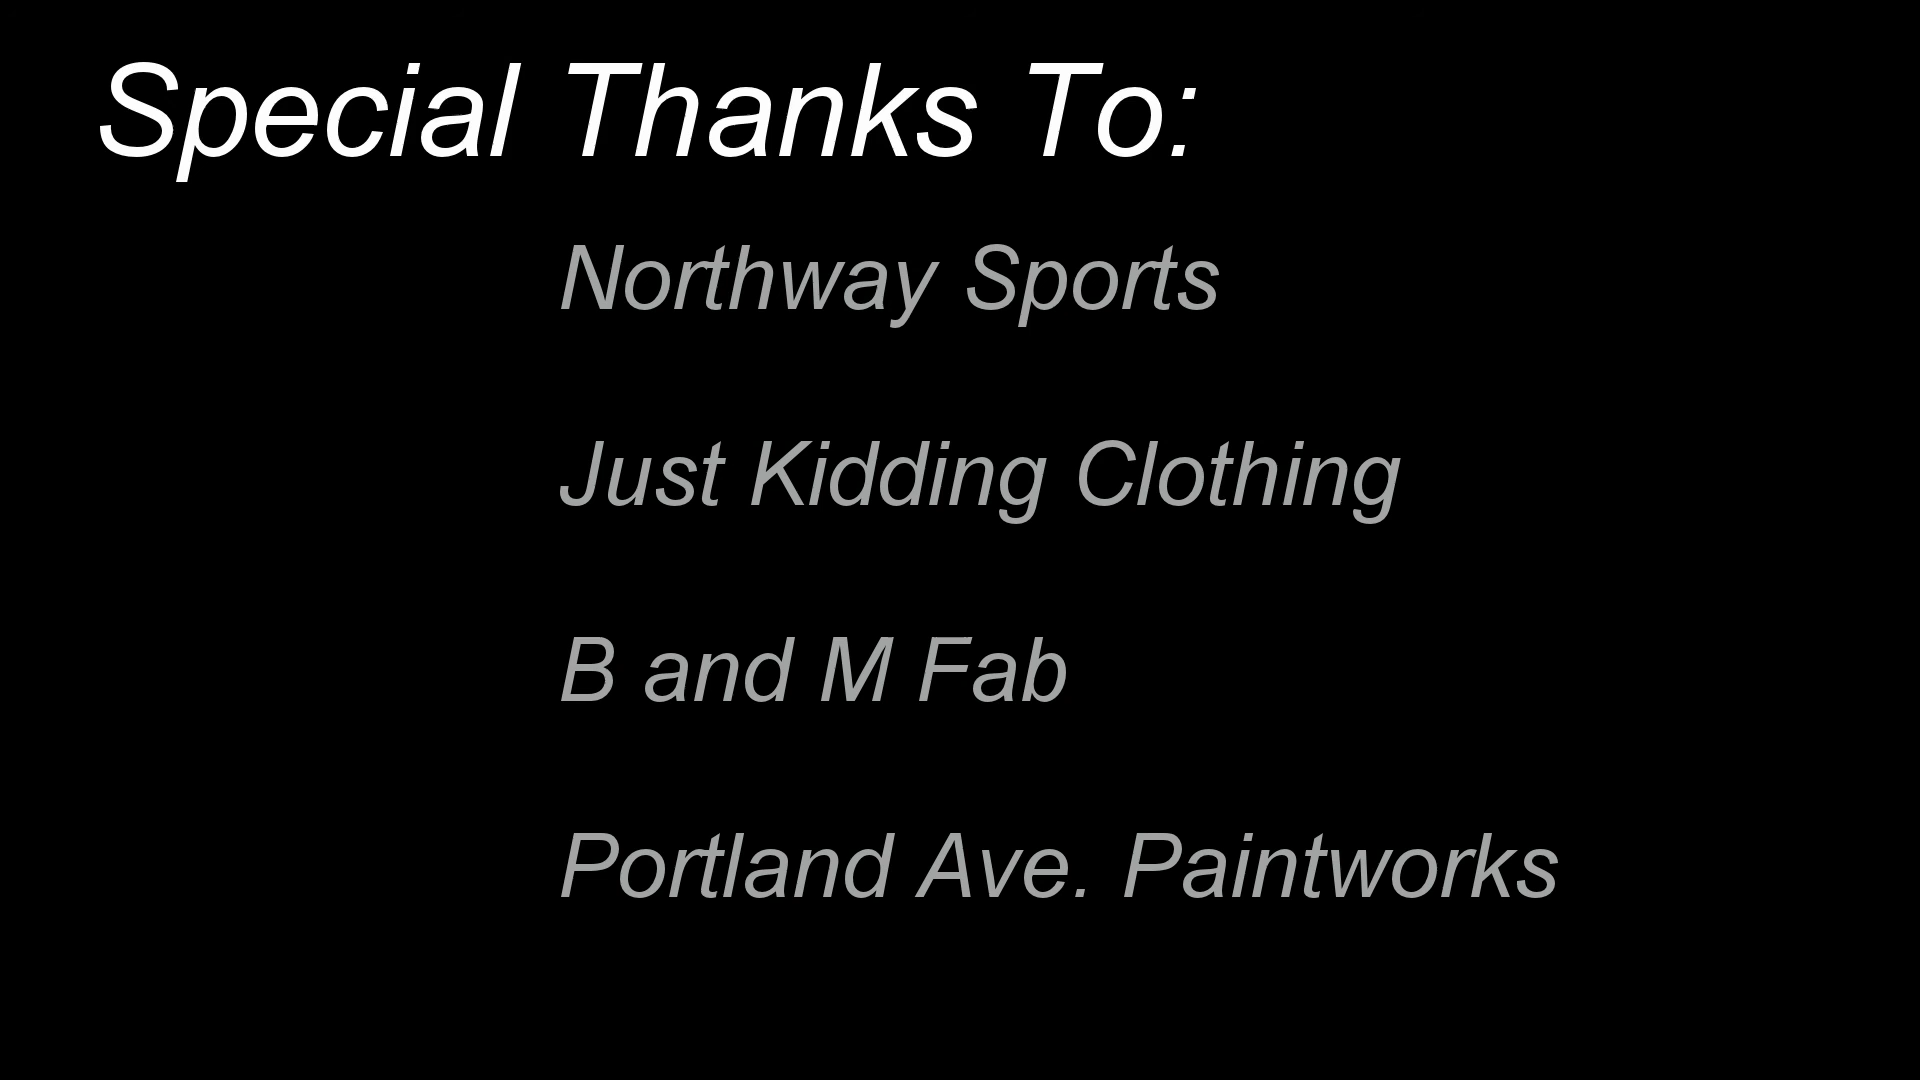 Special Thanks To:
Northway Sports
Just Kidding Clothing
B and M Fab
Portland Ave. Paintworks